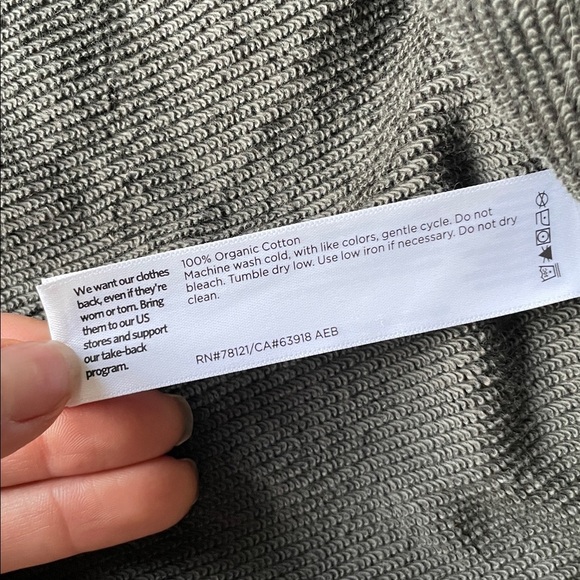 We want our clothes
back, even if they're
worn or torn. Bring
them to our US
stores and support
our take-back
program.
100% Organic Cotton
Machine wash cold, with like colors, gentle cycle. Do not
bleach. Tumble dry low. Use low iron if necessary. Do not dry
clean.
RN#78121/CA#63918 AEB